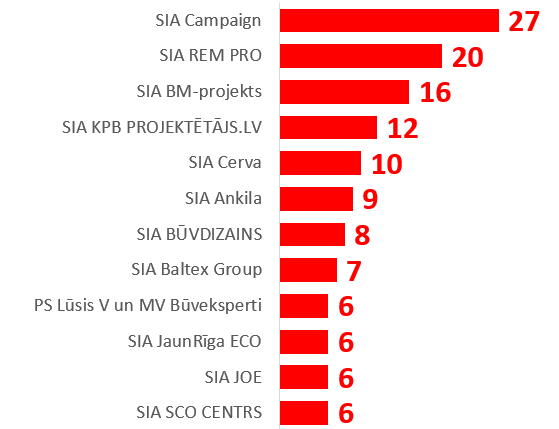 SIA Campaign 27
SIA REM PRO 20
SIA BM-projekts 16
SIA KPB PROJEKTĒTĀJS.LV 12
SIA Cerva 10
SIA Ankila 9
SIA BŪVDIZAINS 8
SIA Baltex Group 7
PS Lūsis V un MV Būveksperti 6
SIA JaunRīga ECO 6
SIA JOE 6
SIA SCO CENTRS 6